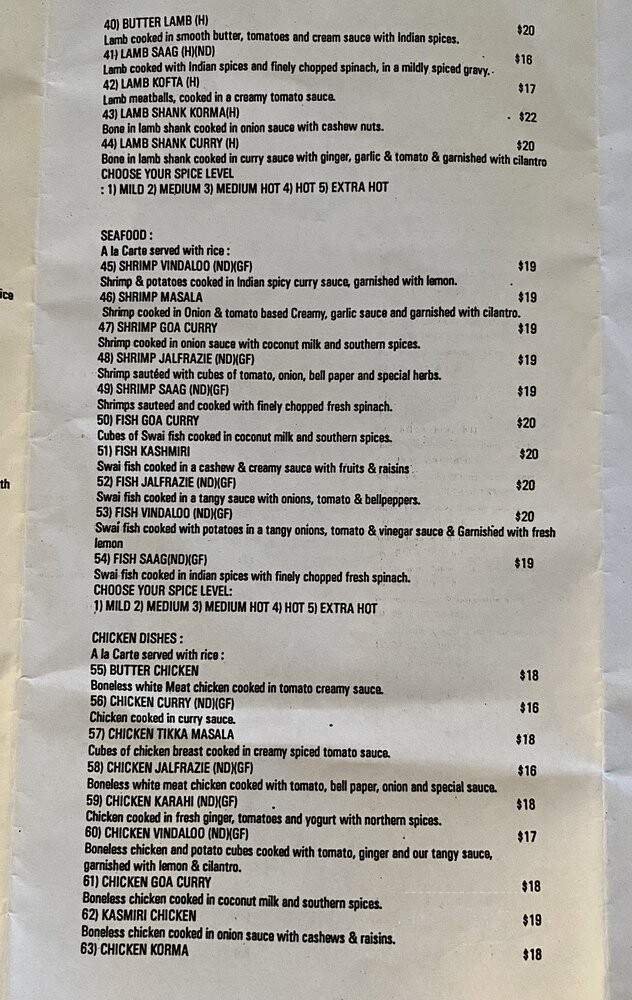 40) BUTTER LAMB (H) $20
Lamb cooked in smooth butter, tomatoes and cream sauce with Indian spices.
41) LAMB SAAG (H)(ND) $16
Lamb cooked with Indian spices and finely chopped spinach, in a mildly spiced gravy.
42) LAMB KOFTA (H) $17
Lamb meatballs, cooked in a creamy tomato sauce.
43) LAMB SHANK KORMA(H) $22
Bone in lamb shank cooked in onion sauce with cashew nuts.
44) LAMB SHANK CURRY (H) $20
Bone in lamb shank cooked in curry sauce with ginger, garlic & tomato & garnished with cilantro
CHOOSE YOUR SPICE LEVEL
: 1) MILD 2) MEDIUM 3) MEDIUM HOT 4) HOT 5) EXTRA HOT
SEAFOOD :
A la Carte served with rice :
45) SHRIMP VINDALOO (ND)(GF) $19
Shrimp & potatoes cooked in Indian spicy curry sauce, garnished with lemon.
ice
46) SHRIMP MASALA $19
Shrimp cooked in Onion & tomato based Creamy, garlic sauce and garnished with cilantro.
47) SHRIMP GOA CURRY $19
Shrimp cooked in onion sauce with coconut milk and southern spices.
48) SHRIMP JALFRAZIE (ND)(GF) $19
Shrimp sautéed with cubes of tomato, onion, bell paper and special herbs.
49) SHRIMP SAAG (ND)(GF) $19
Shrimps sauteed and cooked with finely chopped fresh spinach.
50) FISH GOA CURRY $20
Cubes of Swai fish cooked in coconut milk and southern spices.
51) FISH KASHMIRI $20
Swai fish cooked in a cashew & creamy sauce with fruits & raisins
th
52) FISH JALFRAZIE (ND)(GF) $20
Swai fish cooked in a tangy sauce with onions, tomato & bellpeppers.
53) FISH VINDALOO (ND)(GF) $20
Swai fish cooked with potatoes in a tangy onions, tomato & vinegar sauce & Garnished with fresh
lemon
54) FISH SAAG(ND)(GF) $19
Swai fish cooked in indian spices with finely chopped fresh spinach.
CHOOSE YOUR SPICE LEVEL:
1) MILD 2) MEDIUM 3) MEDIUM HOT 4) HOT 5) EXTRA HOT
CHICKEN DISHES :
A la Carte served with rice :
55) BUTTER CHICKEN $18
Boneless white Meat chicken cooked in tomato creamy sauce.
56) CHICKEN CURRY (ND)(GF) $16
Chicken cooked in curry sauce.
57) CHICKEN TIKKA MASALA $18
Cubes of chicken breast cooked in creamy spiced tomato sauce.
58) CHICKEN JALFRAZIE (ND)(GF) $16
Boneless white meat chicken cooked with tomato, bell paper, onion and special sauce.
59) CHICKEN KARAHI (ND)(GF) $18
Chicken cooked in fresh ginger, tomatoes and yogurt with northern spices.
60) CHICKEN VINDALOO (ND)(GF) $17
Boneless chicken and potato cubes cooked with tomato, ginger and our tangy sauce,
garnished with lemon & cilantro.
61) CHICKEN GOA CURRY $18
Boneless chicken cooked in coconut milk and southern spices.
62) KASMIRI CHICKEN $19
Boneless chicken cooked in onion sauce with cashews & raisins.
63) CHICKEN KORMA $18